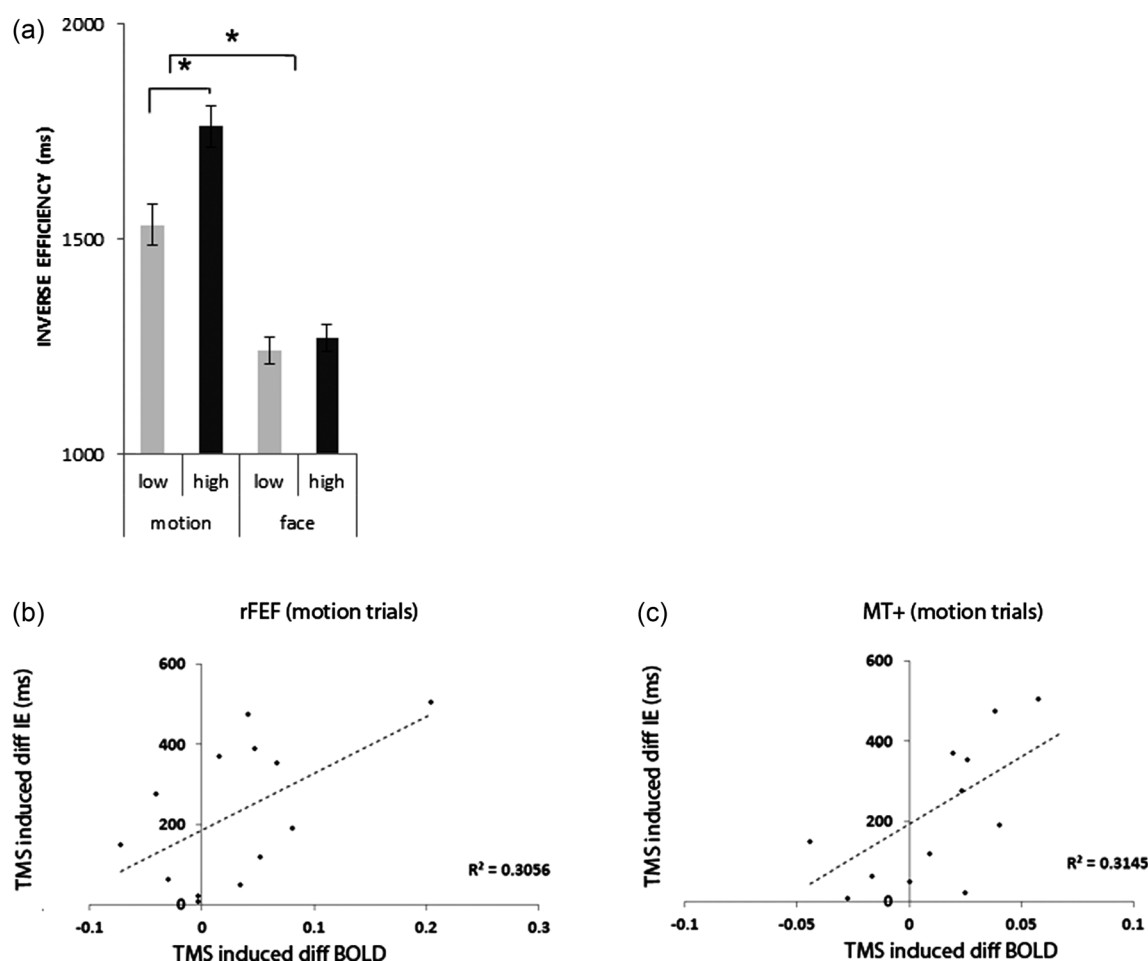 (a)
INVERSE EFFICIENCY (ms)
2000
1500
1000
*
*
low high low high
motion face
(b)
rFEF (motion trials)
TMS induced diff IE (ms)
600
400
200
0
R² = 0.3056
-0.1 0 0.1 0.2 0.3
TMS induced diff BOLD
(c)
MT+ (motion trials)
TMS induced diff IE (ms)
600
400
200
0
R² = 0.3145
-0.1 -0.05 0 0.05 0.1
TMS induced diff BOLD